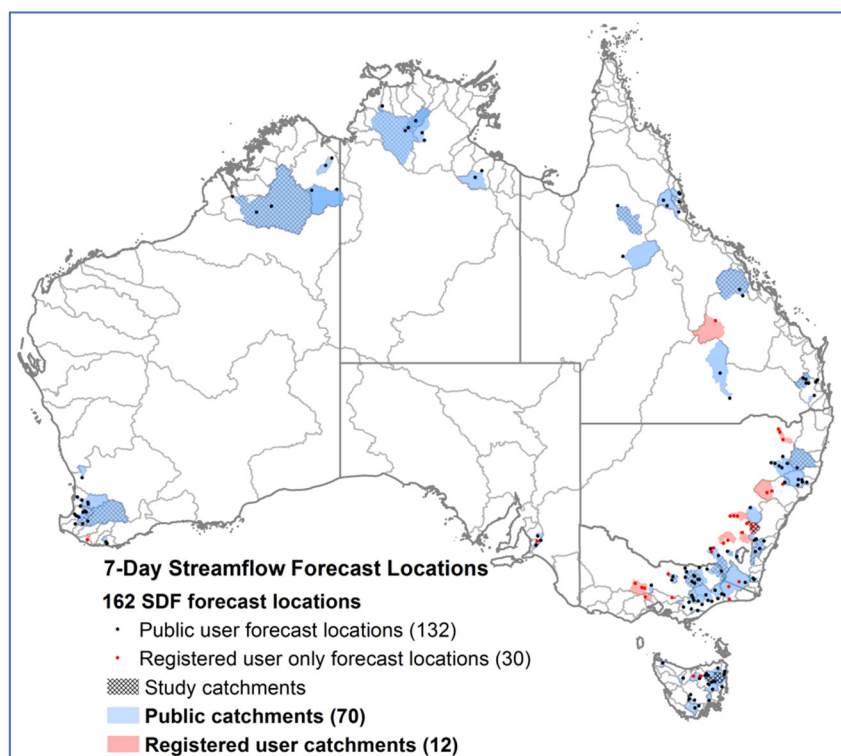 7-Day Streamflow Forecast Locations
162 SDF forecast locations
Public user forecast locations (132)
Registered user only forecast locations (30)
Study catchments
Public catchments (70)
Registered user catchments (12)